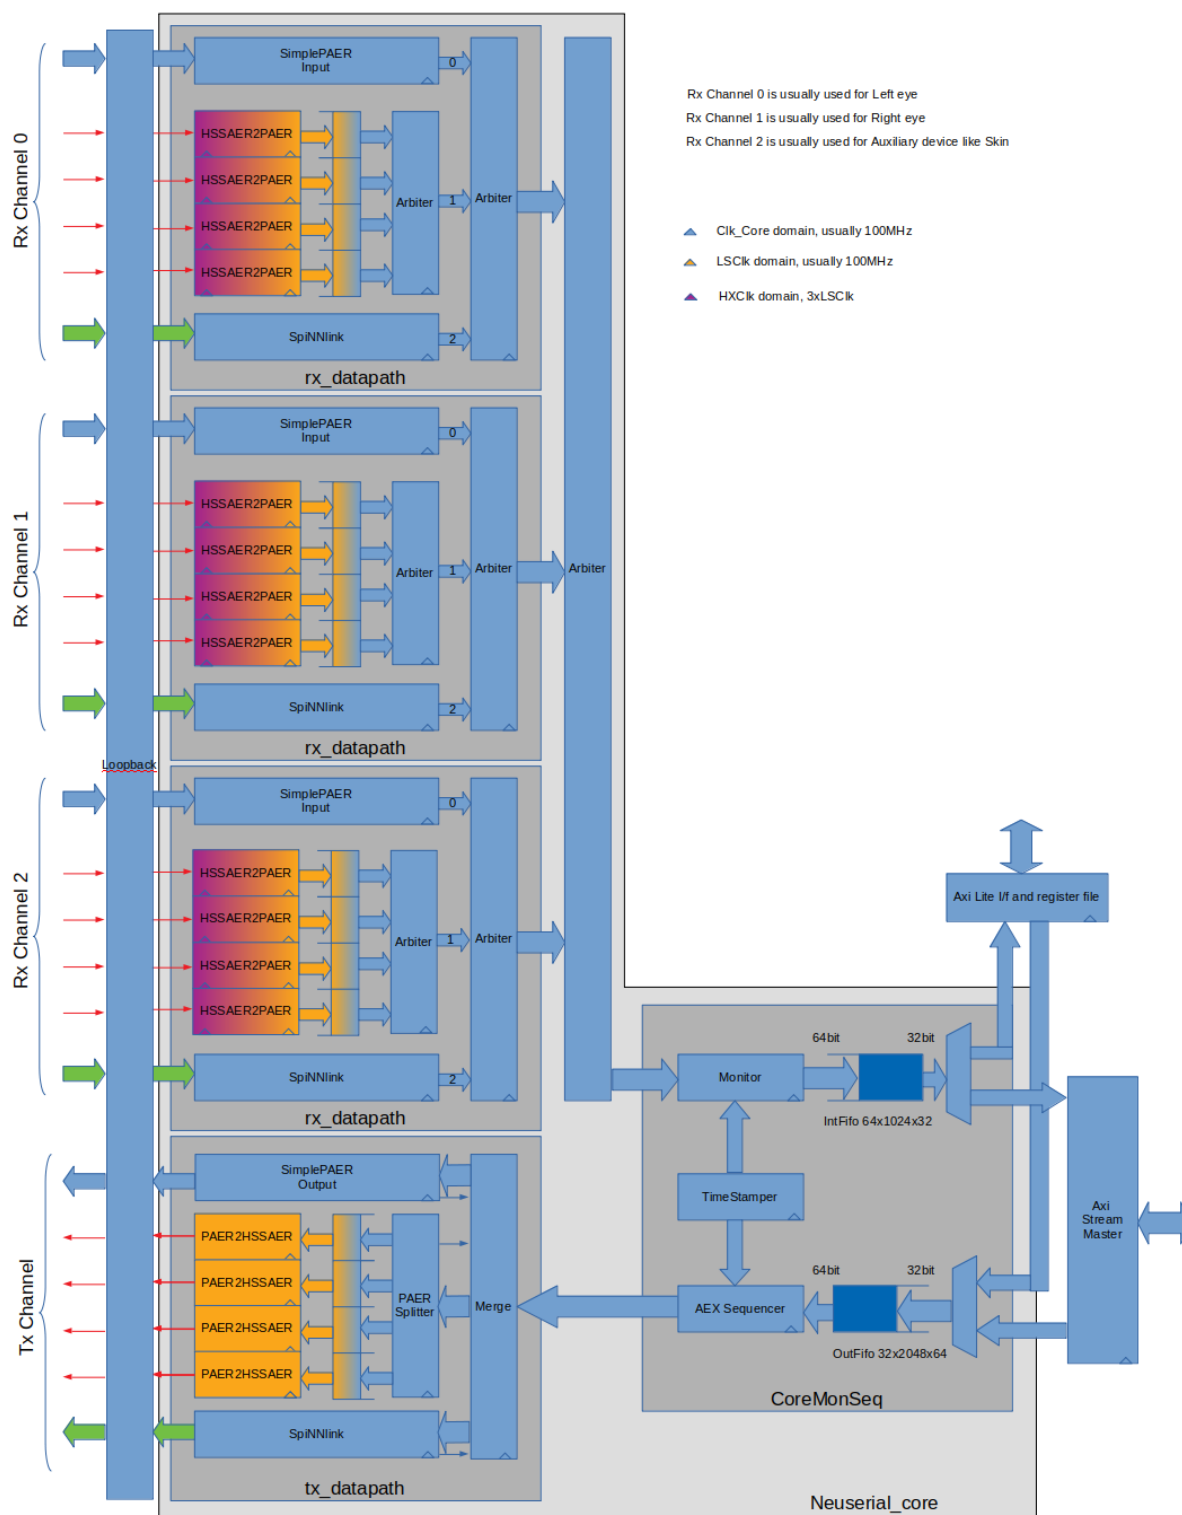 Rx Channel 0
SimplePAER
Input
0
HSSAER2PAER
HSSAER2PAER
HSSAER2PAER
HSSAER2PAER
Arbiter
1
Arbiter
SpiNNlink
2
rx_datapath
Rx Channel 0 is usually used for Left eye
Rx Channel 1 is usually used for Right eye
Rx Channel 2 is usually used for Auxiliary device like Skin
Clk_Core domain, usually 100MHz
LSClk domain, usually 100MHz
HXClk domain, 3xLSClk
Rx Channel 1
SimplePAER
Input
0
HSSAER2PAER
HSSAER2PAER
HSSAER2PAER
HSSAER2PAER
Arbiter
1
Arbiter
Arbiter
SpiNNlink
2
rx_datapath
Loopback
Rx Channel 2
SimplePAER
Input
0
HSSAER2PAER
HSSAER2PAER
HSSAER2PAER
HSSAER2PAER
Arbiter
1
Arbiter
SpiNNlink
2
rx_datapath
Axi Lite I/f and register file
Monitor
64bit
32bit
IntFifo 64x1024x32
TimeStamper
Axi
Stream
Master
AEX Sequencer
64bit
32bit
OutFifo 32x2048x64
CoreMonSeq
Tx Channel
SimplePAER
Output
PAER2HSSAER
PAER2HSSAER
PAER2HSSAER
PAER2HSSAER
PAER
Splitter
Merge
SpiNNlink
tx_datapath
Neuserial_core